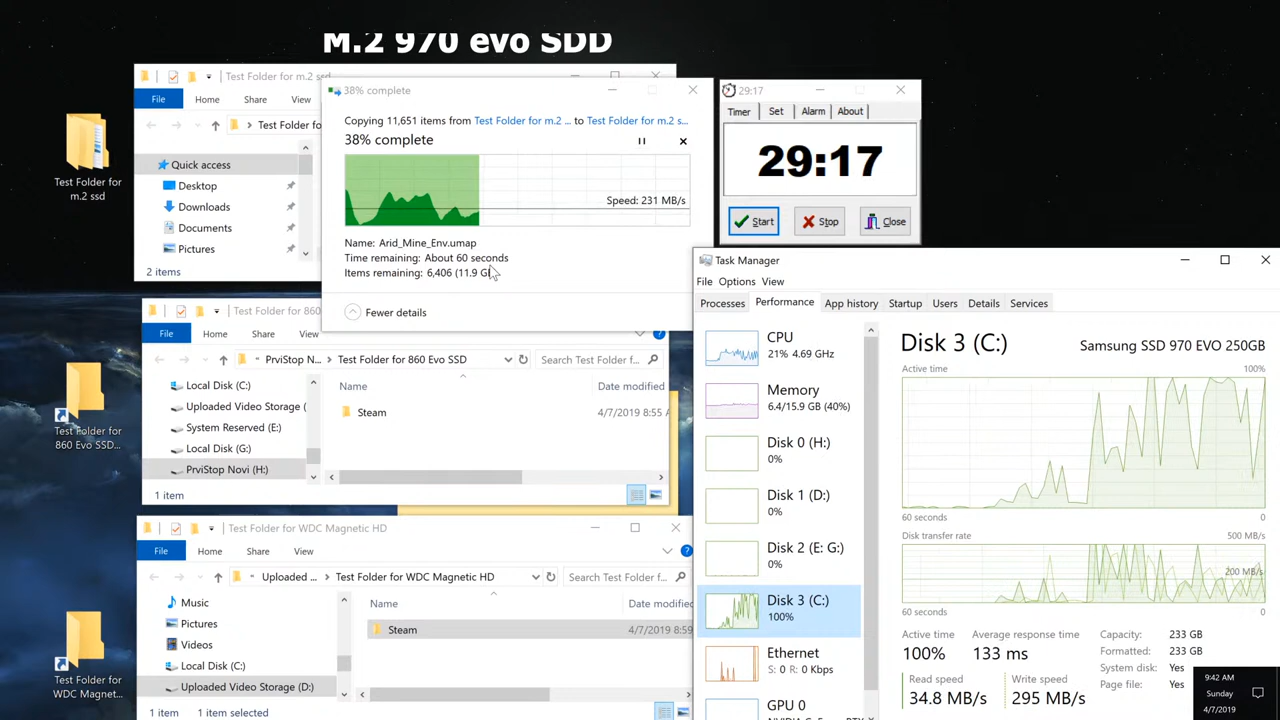 M.2 970 evo SDD
Test Folder for m.2 ssd
File Home Share View
Test Folder fo
Quick access
Desktop
Downloads
Documents
Pictures
2 items
38% complete
Copying 11,651 items from Test Folder for m.2 ... to Test Folder for m.2 s...
38% complete
Speed: 231 MB/s
Name: Arid_Mine_Env.umap
Time remaining: About 60 seconds
Items remaining: 6,406 (11.9 G
Fewer details
29:17
Timer Set Alarm About
29:17
Start Stop Close
Test Folder for
m.2 ssd
Test Folder for 860
File Home Share View
PrviStop N... Test Folder for 860 Evo SSD Search Test Folder f...
Local Disk (C:)
Uploaded Video Storage (
System Reserved (E:)
Local Disk (G:)
PrviStop Novi (H:)
Name Date modified
Steam 4/7/2019 8:55 A
1 item
Test Folder for
860 Evo SSD...
Test Folder for WDC Magnetic HD
File Home Share View
Uploaded ... Test Folder for WDC Magnetic HD Search Test Folder f...
Music
Pictures
Videos
Local Disk (C:)
Uploaded Video Storage (D:)
Name Date modified
Steam 4/7/2019 8:59
1 item 1 item selected
Test Folder for
WDC Magnet...
Task Manager
File Options View
Processes Performance App history Startup Users Details Services
CPU
21% 4.69 GHz
Memory
6.4/15.9 GB (40%)
Disk 0 (H:)
0%
Disk 1 (D:)
0%
Disk 2 (E: G:)
0%
Disk 3 (C:)
100%
Ethernet
S: 0 R: 0 Kbps
GPU 0
Disk 3 (C:) Samsung SSD 970 EVO 250GB
Active time 100%
60 seconds
Disk transfer rate 500 MB/s
200 MB/s
60 seconds 0
Active time Average response time
100% 133 ms
Read speed Write speed
34.8 MB/s 295 MB/s
Capacity: 233 GB
Formatted: 233 GB
System disk: Yes
Page file: Yes
9:42 AM
Sunday
4/7/2019